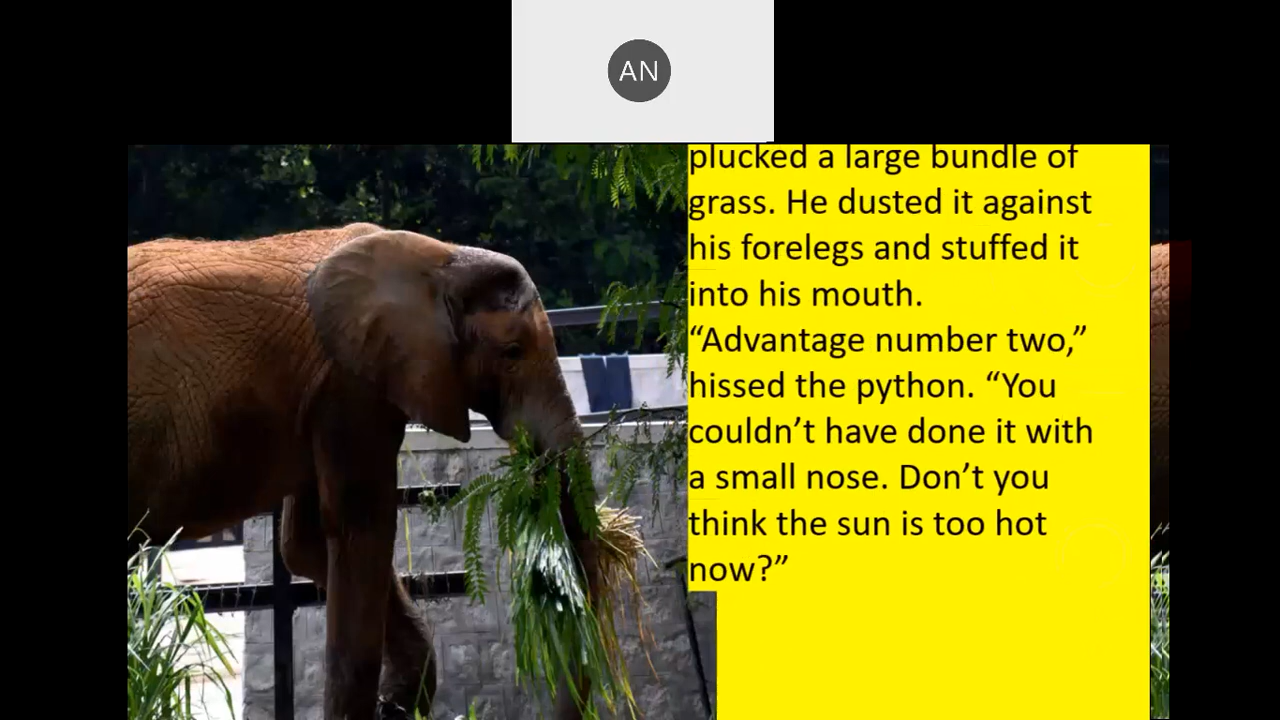 AN
plucked a large bundle of
grass. He dusted it against
his forelegs and stuffed it
into his mouth.
“Advantage number two,”
hissed the python. “You
couldn’t have done it with
a small nose. Don’t you
think the sun is too hot
now?”